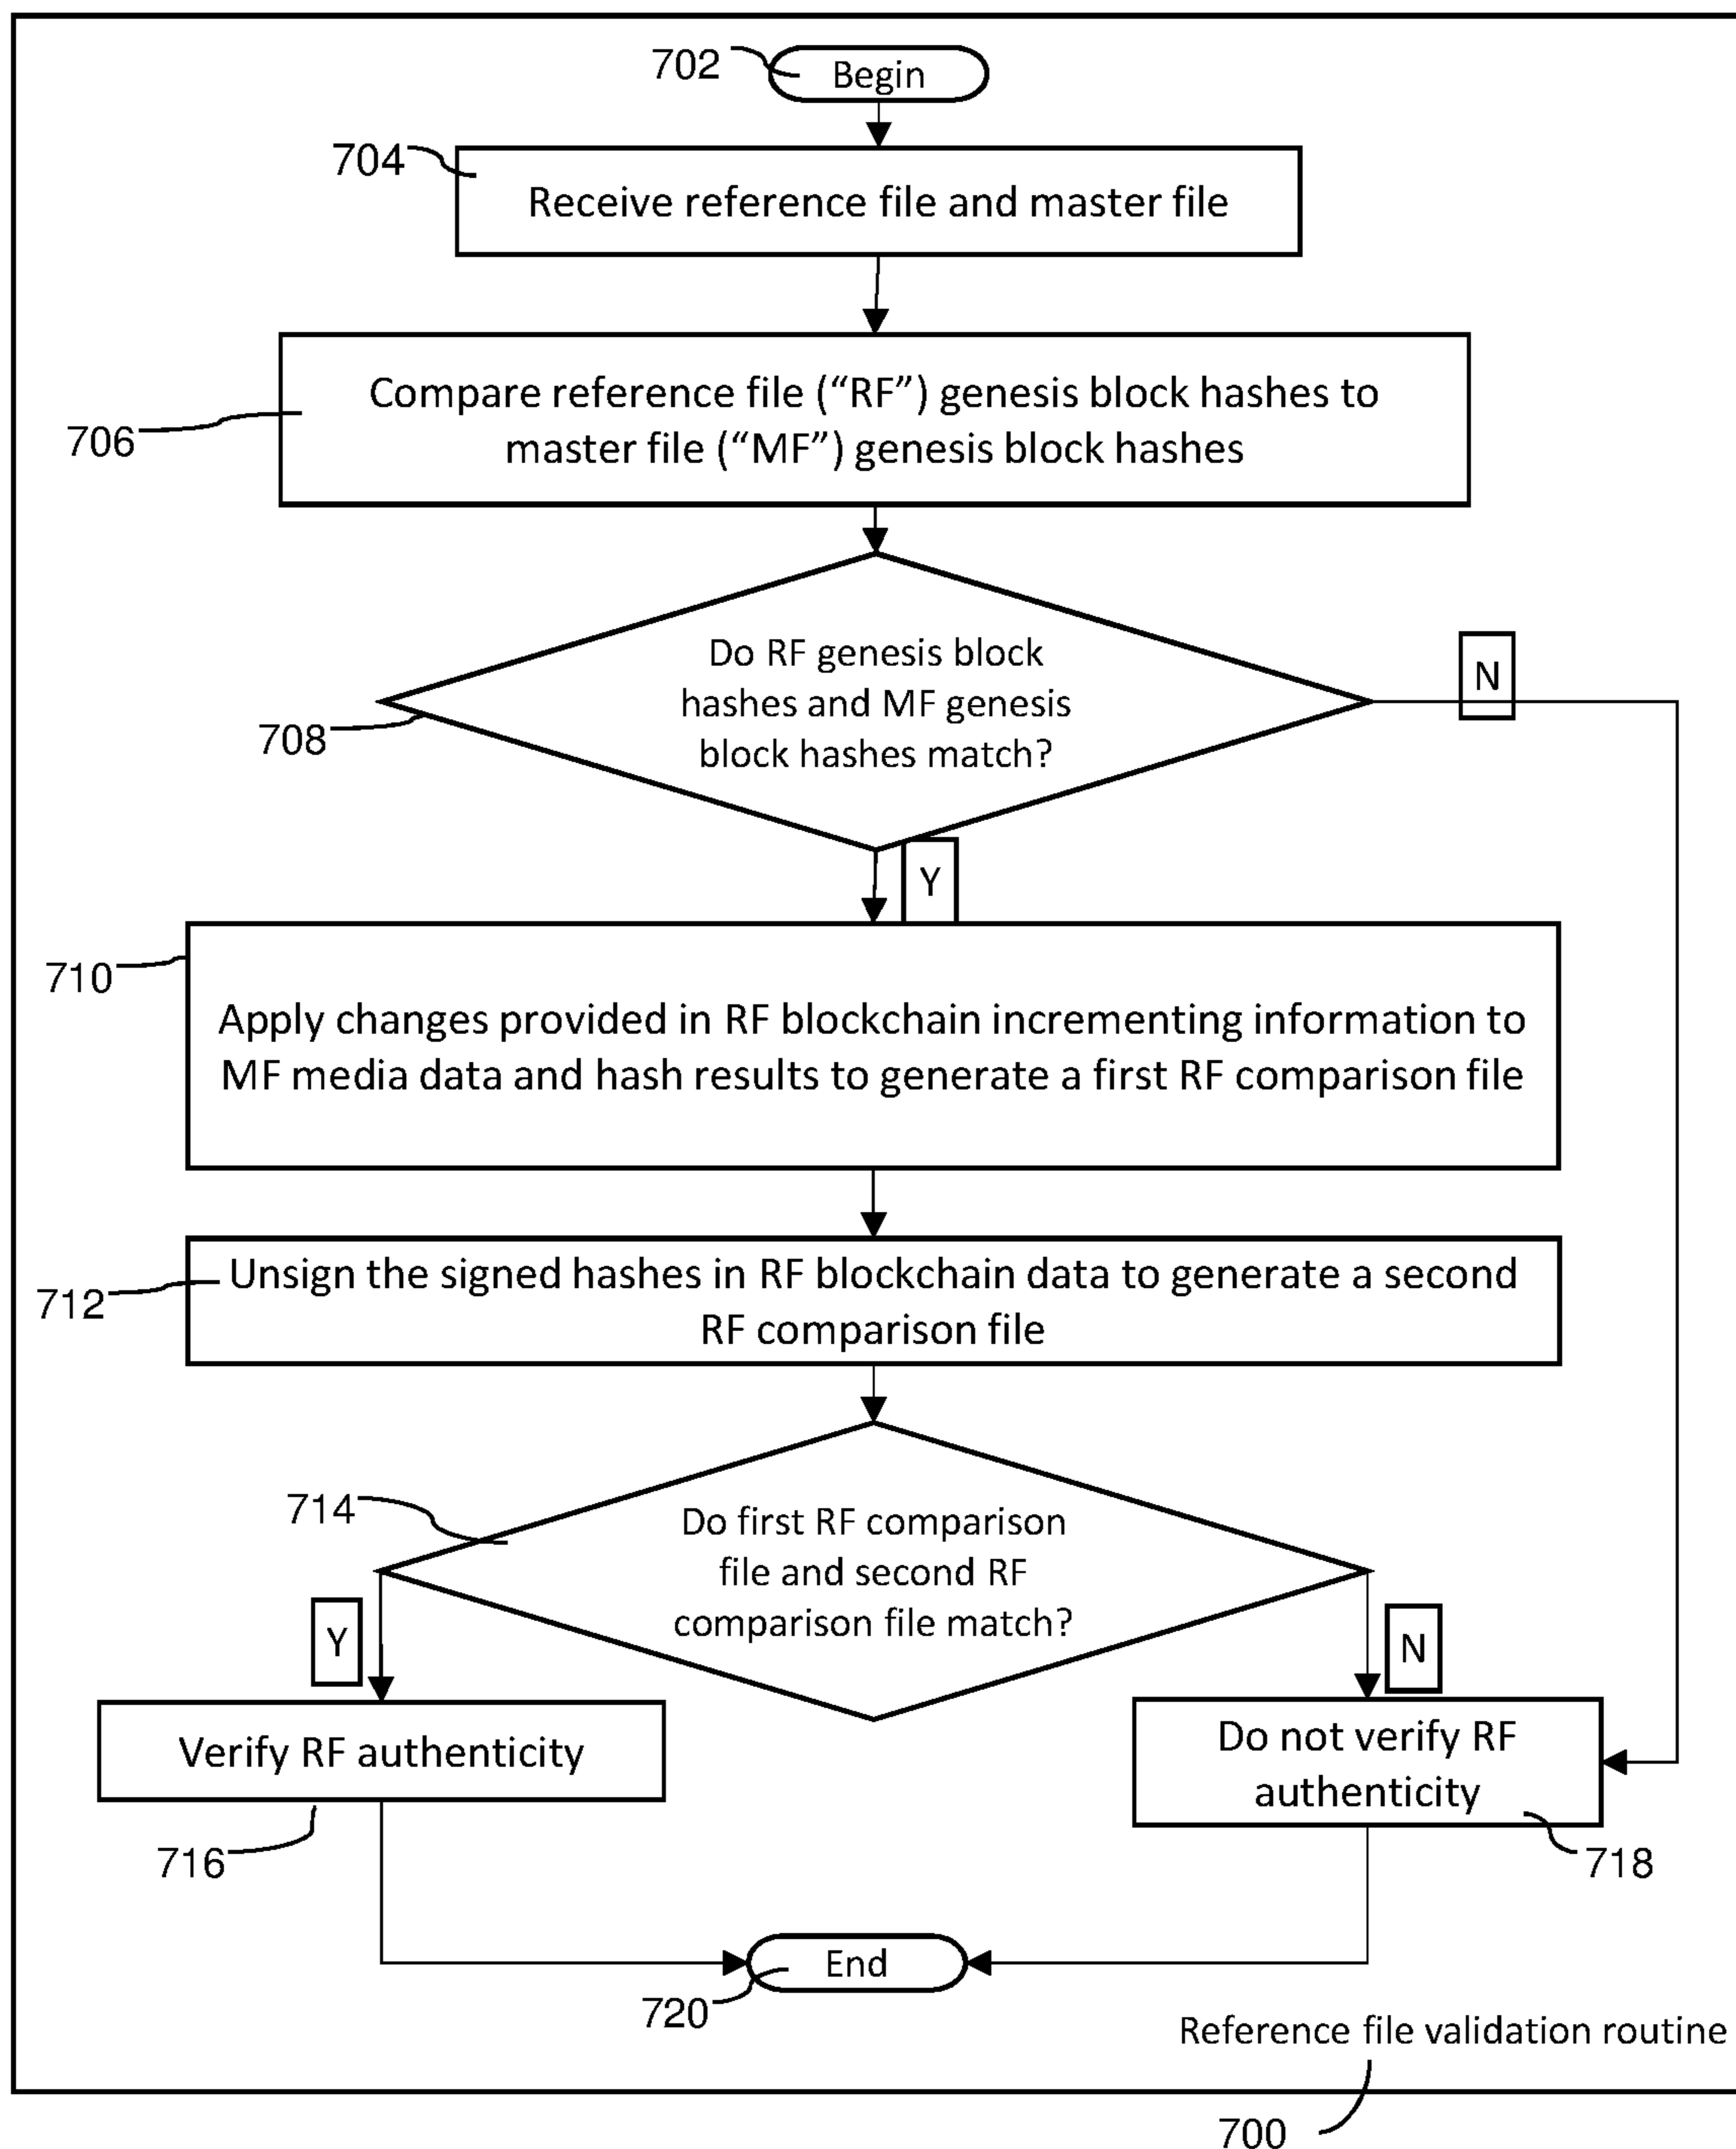 702
Begin
704
Receive reference file and master file
706
Compare reference file (“RF”) genesis block hashes to
master file (“MF”) genesis block hashes
708
Do RF genesis block
hashes and MF genesis
block hashes match?
N
Y
710
Apply changes provided in RF blockchain incrementing information to
MF media data and hash results to generate a first RF comparison file
712
Unsign the signed hashes in RF blockchain data to generate a second
RF comparison file
714
Do first RF comparison
file and second RF
comparison file match?
Y
N
Verify RF authenticity
716
Do not verify RF
authenticity
718
End
720
Reference file validation routine
700